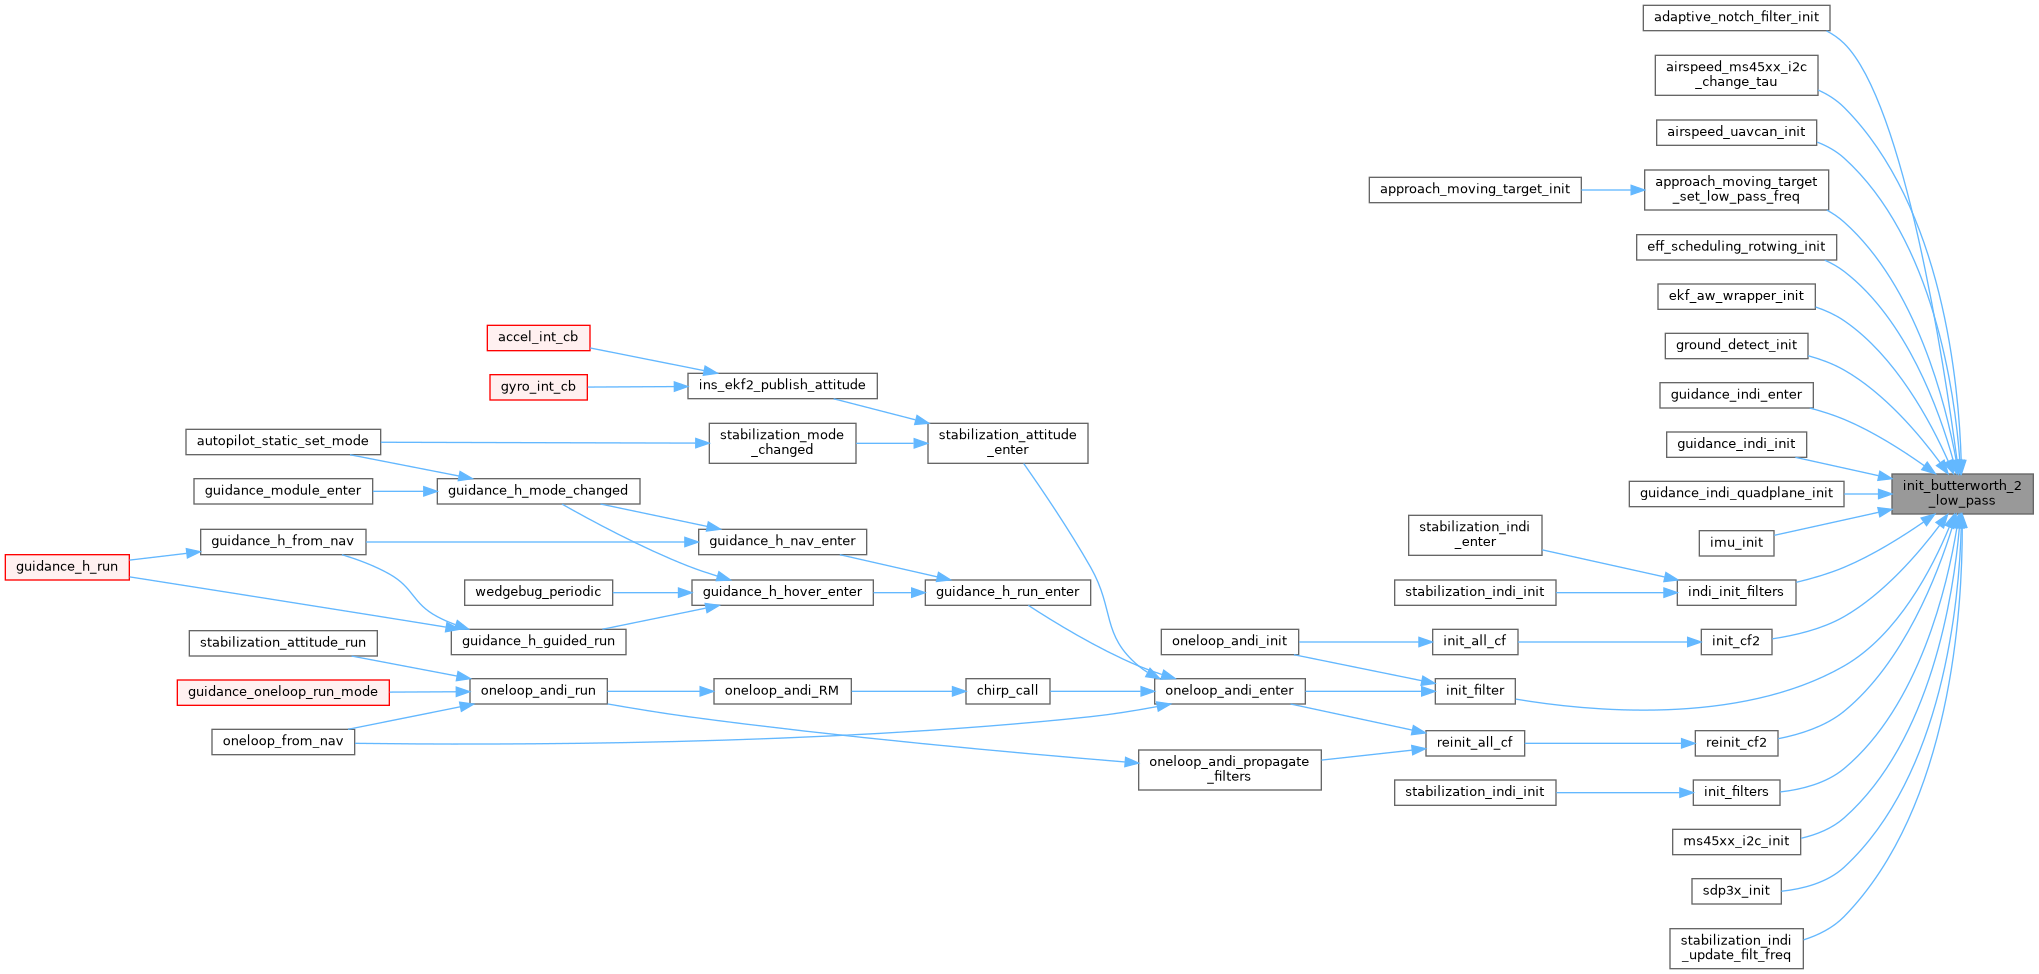 adaptive_notch_filter_init
airspeed_ms45xx_i2c
_change_tau
airspeed_uavcan_init
approach_moving_target
_set_low_pass_freq
approach_moving_target_init
eff_scheduling_rotwing_init
ekf_aw_wrapper_init
ground_detect_init
guidance_indi_enter
guidance_indi_init
guidance_indi_quadplane_init
imu_init
init_butterworth_2
_low_pass
accel_int_cb
gyro_int_cb
ins_ekf2_publish_attitude
autopilot_static_set_mode
stabilization_mode
_changed
stabilization_attitude
_enter
guidance_module_enter
guidance_h_mode_changed
guidance_h_from_nav
guidance_h_nav_enter
guidance_h_run
wedgebug_periodic
guidance_h_hover_enter
guidance_h_run_enter
guidance_h_guided_run
stabilization_indi
_enter
stabilization_indi_init
indi_init_filters
stabilization_attitude_run
oneloop_andi_init
init_all_cf
init_cf2
guidance_oneloop_run_mode
oneloop_andi_run
oneloop_andi_RM
chirp_call
oneloop_andi_enter
init_filter
oneloop_from_nav
oneloop_andi_propagate
_filters
reinit_all_cf
reinit_cf2
stabilization_indi_init
init_filters
ms45xx_i2c_init
sdp3x_init
stabilization_indi
_update_filt_freq